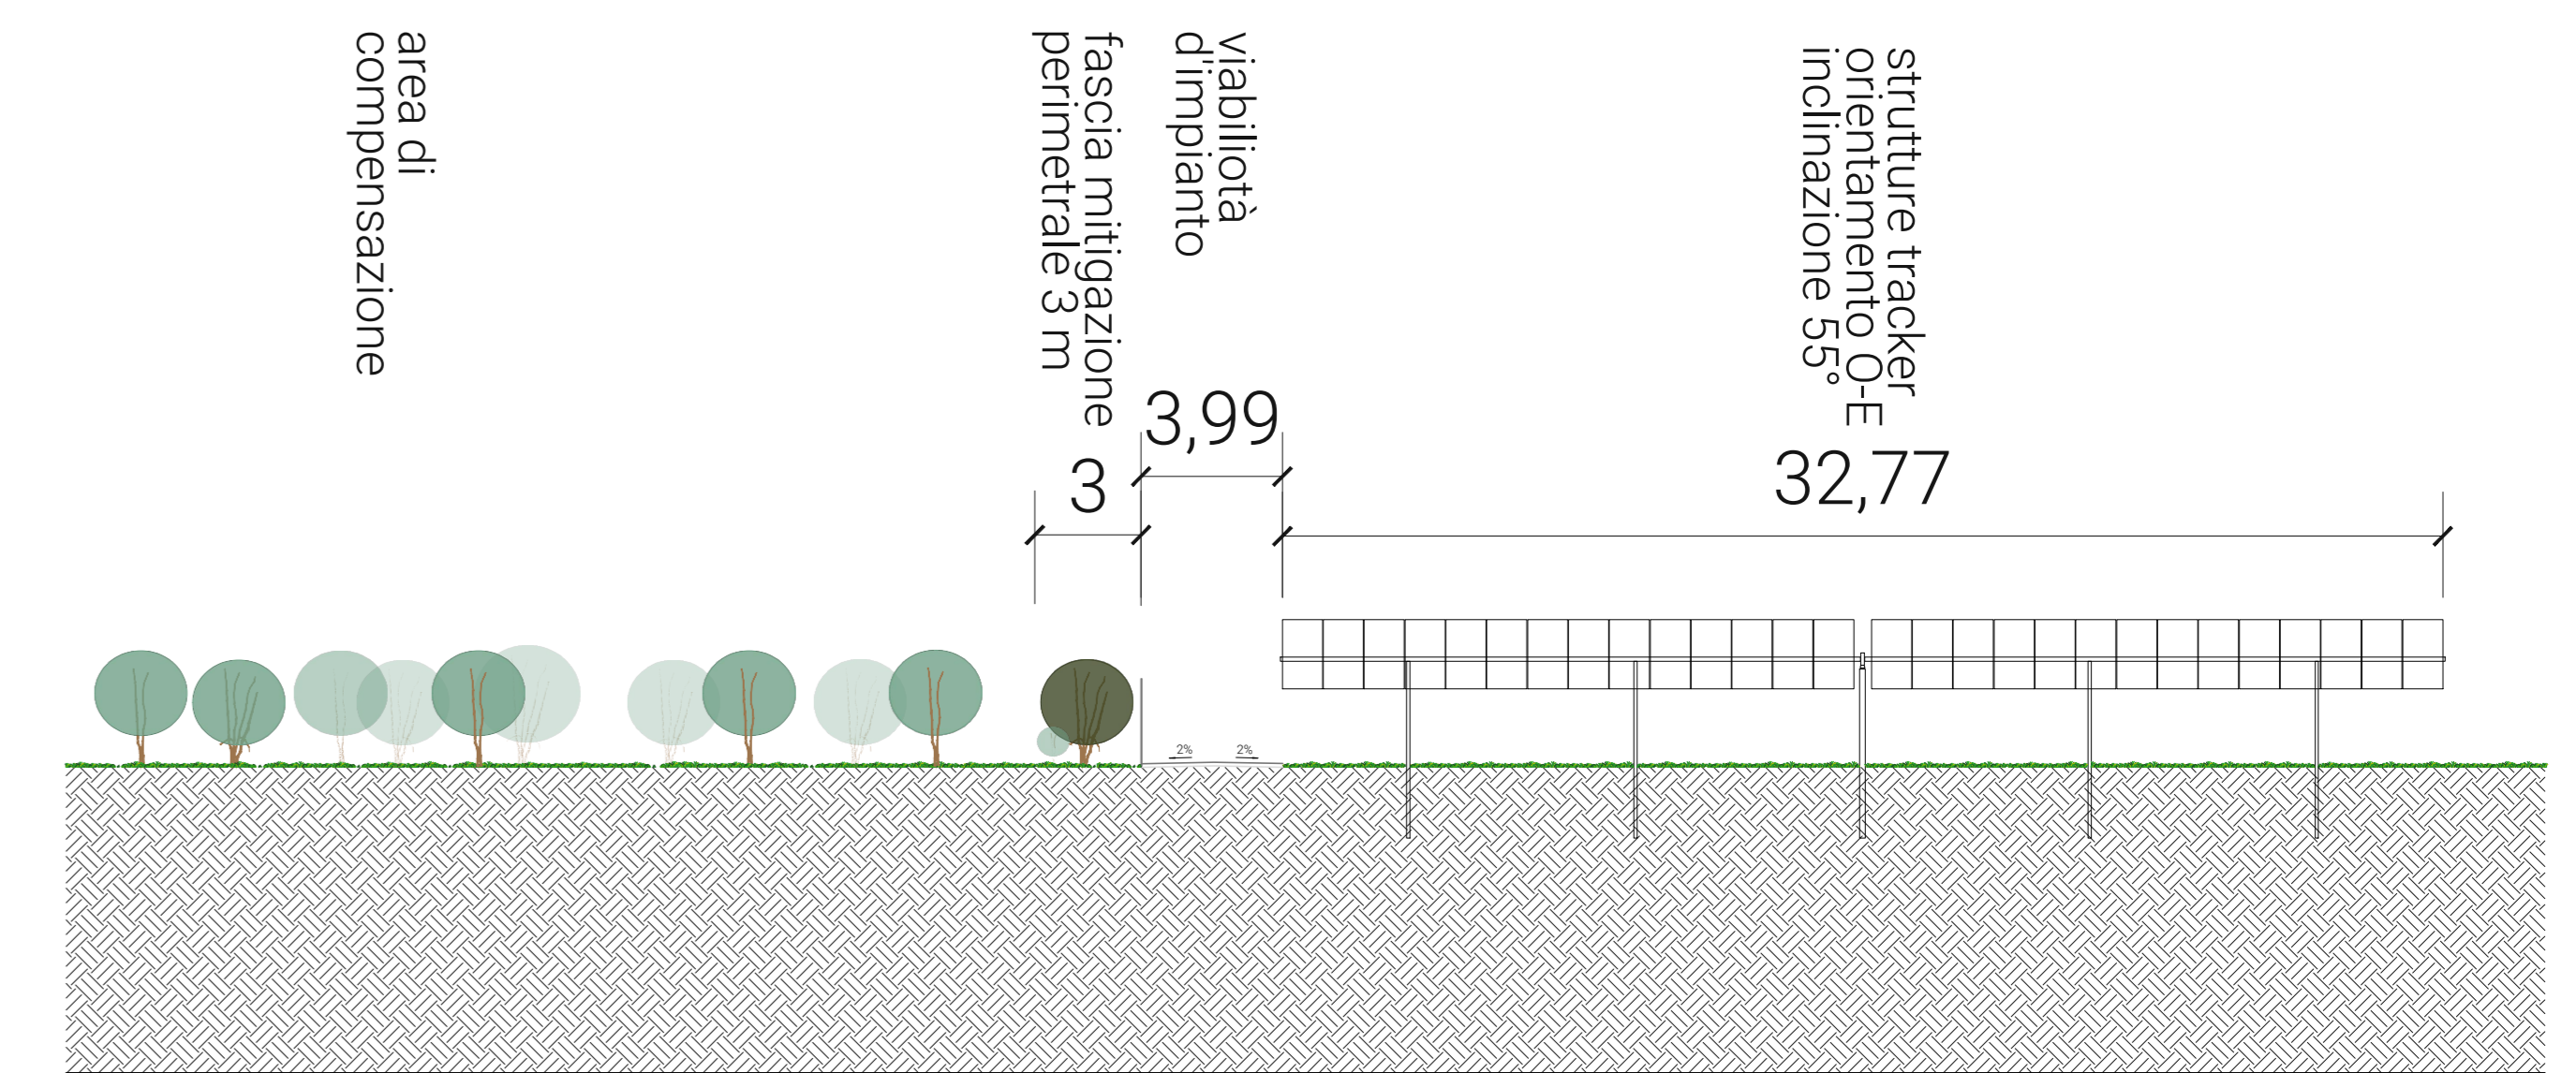 area di
compensazione
fascia mitigazione
perimetrale 3 m
viabiliotà
d'impianto
strutture tracker
orientamento O-E
inclinazione 55°
3,99
3
32,77
2%
2%